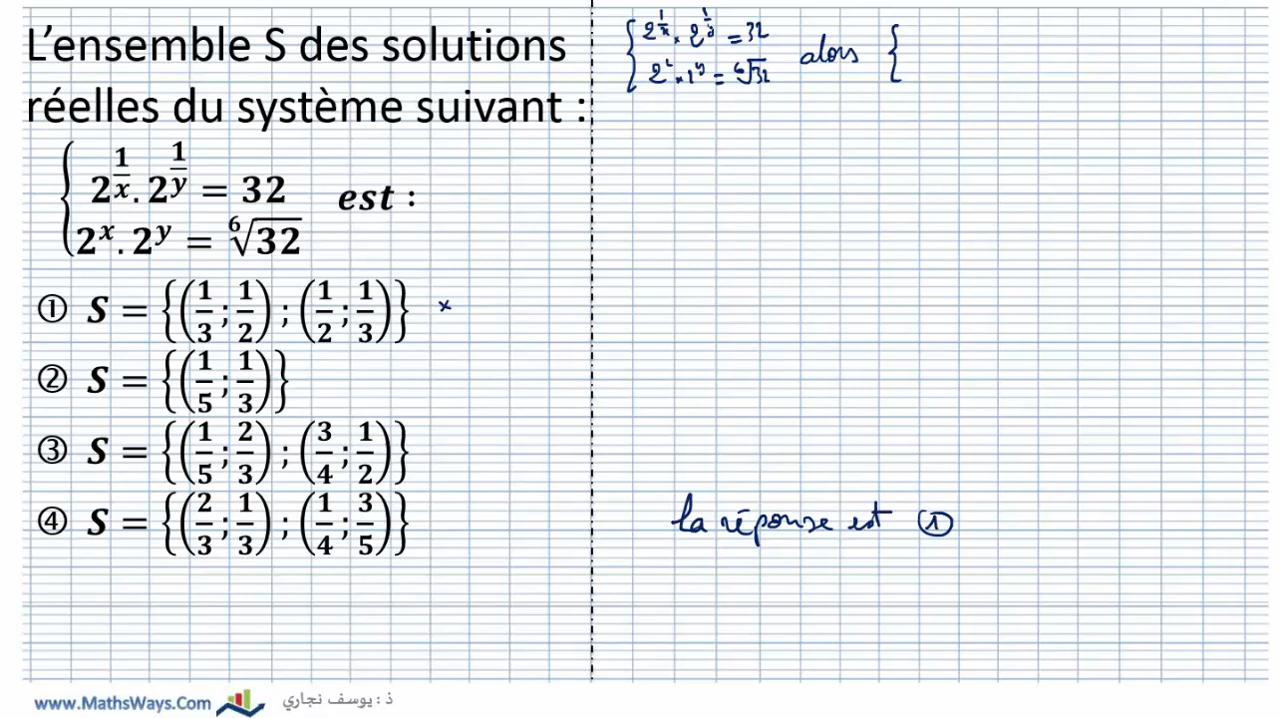 L'ensemble S des solutions
réelles du système suivant :
{ 2^(1/x) . 2^(1/y) = 32
2^x . 2^y = ⁶√32 est :
① S = {(1/3 ; 1/2) ; (1/2 ; 1/3)} ×
② S = {(1/5 ; 1/3)}
③ S = {(1/5 ; 2/3) ; (3/4 ; 1/2)}
④ S = {(2/3 ; 1/3) ; (1/4 ; 3/5)}
{ 2^(1/x) × 2^(1/y) = 32
= ⁶√32 alors {
la réponse est ①
www.MathsWays.Com ذ : يوسف نجاري